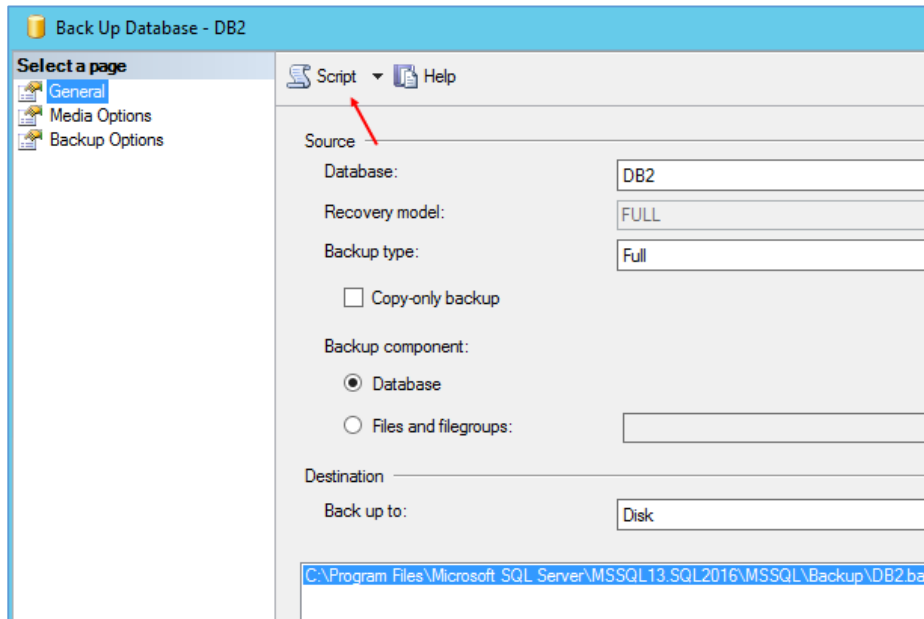 Back Up Database - DB2
Select a page
General
Media Options
Backup Options
Script
Help
Source
Database:
DB2
Recovery model:
FULL
Backup type:
Full
Copy-only backup
Backup component:
Database
Files and filegroups:
Destination
Back up to:
Disk
C:\Program Files\Microsoft SQL Server\MSSQL13.SQL2016\MSSQL\Backup\DB2.ba